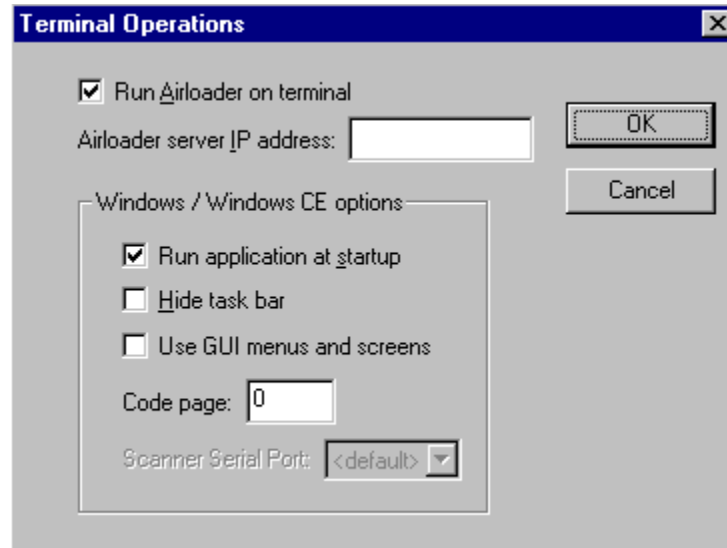 Terminal Operations
Run Airloader on terminal
Airloader server IP address:
OK
Cancel
Windows / Windows CE options
Run application at startup
Hide task bar
Use GUI menus and screens
Code page: 0
Scanner Serial Port: <default>